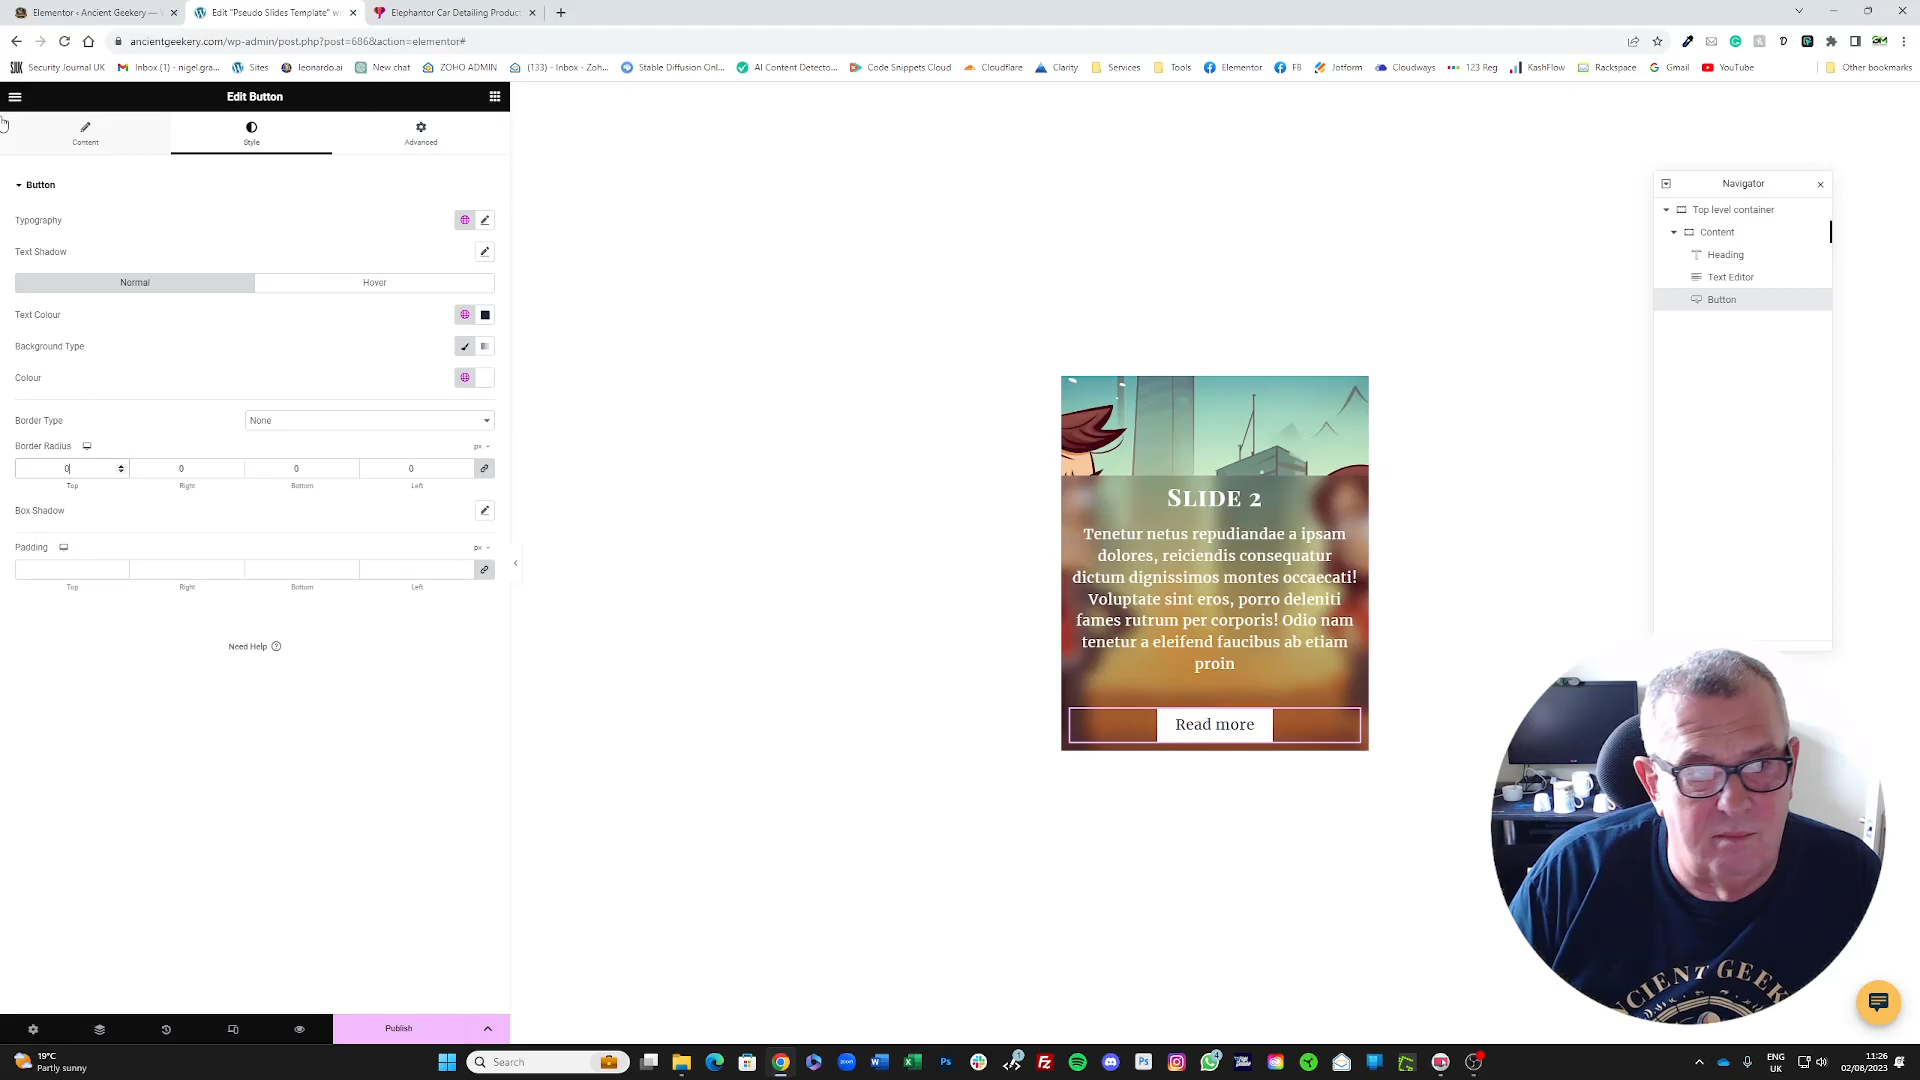 Elementor ‹ Ancient Geekery —
Edit "Pseudo Slides Template" wi
Elephantor Car Detailing Produc
ancientgeekery.com/wp-admin/post.php?post=686&action=elementor#
Security Journal UK
Inbox (1) - nigel.gra...
Sites
leonardo.ai
New chat
ZOHO ADMIN
(133) - Inbox - Zoh...
Stable Diffusion Onl...
AI Content Detecto...
Code Snippets Cloud
Cloudflare
Clarity
Services
Tools
Elementor
FB
Jotform
Cloudways
123 Reg
KashFlow
Rackspace
Gmail
YouTube
Other bookmarks
Edit Button
Content
Style
Advanced
Button
Typography
Text Shadow
Normal
Hover
Text Colour
Background Type
Colour
Border Type
None
Border Radius
px
0
0
0
0
Top
Right
Bottom
Left
Box Shadow
Padding
px
Top
Right
Bottom
Left
Need Help
Publish
Slide 2
Tenetur netus repudiandae a ipsam
dolores, reiciendis consequatur
dictum dignissimos montes occaecati!
Voluptate sint eros, porro deleniti
fames rutrum per corporis! Odio nam
tenetur a eleifend faucibus ab etiam
proin
Read more
Navigator
Top level container
Content
Heading
Text Editor
Button
19°C
Partly sunny
Search
ENG
UK
11:26
02/08/2023